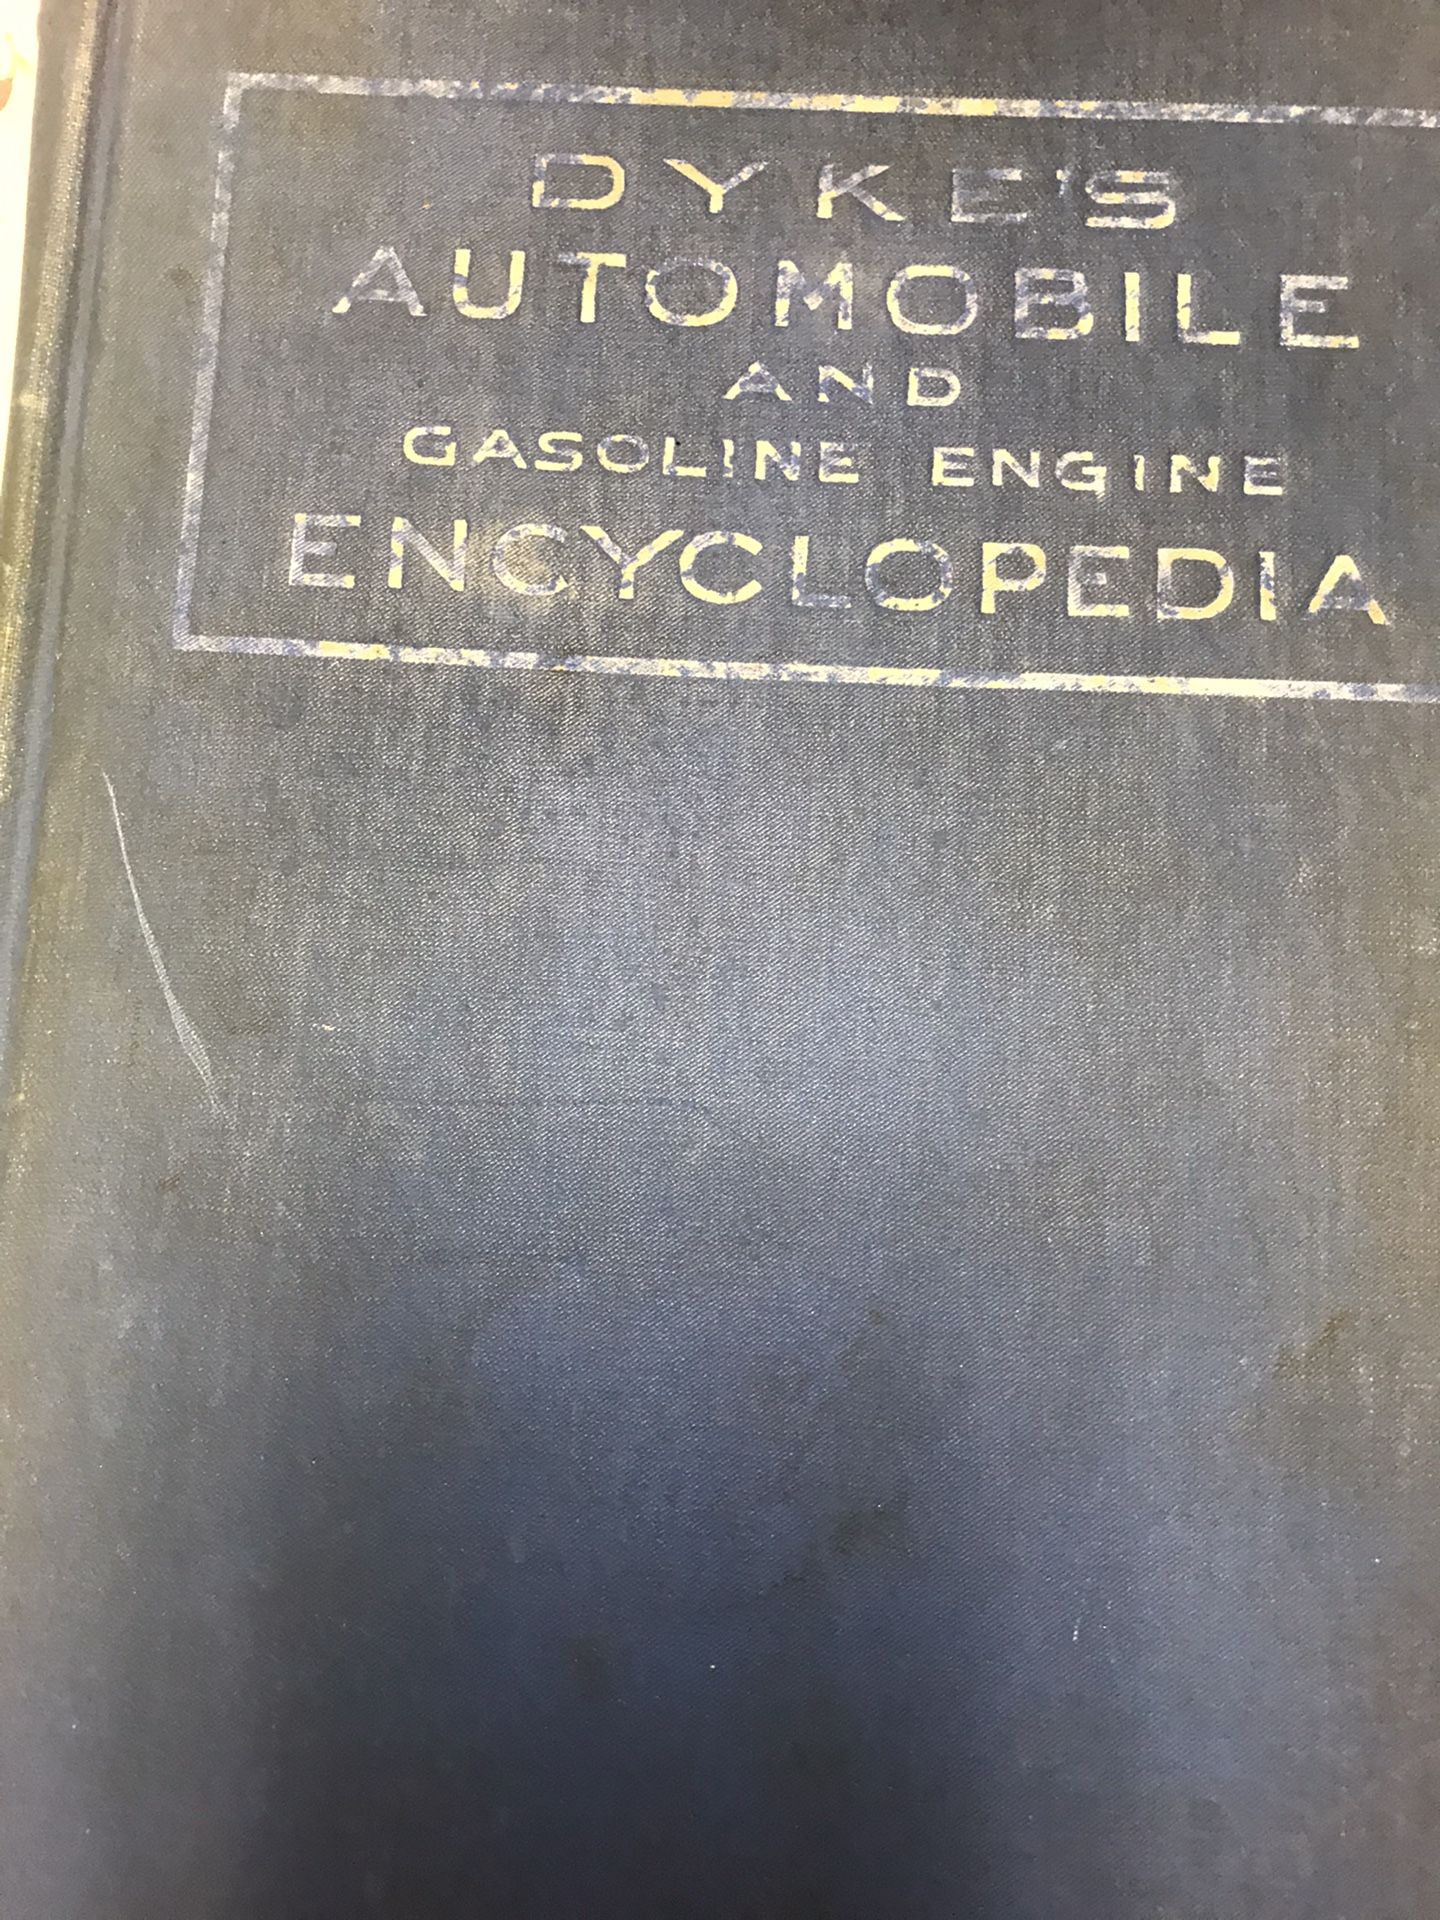 DYKE'S
AUTOMOBILE
AND
GASOLINE ENGINE
ENCYCLOPEDIA